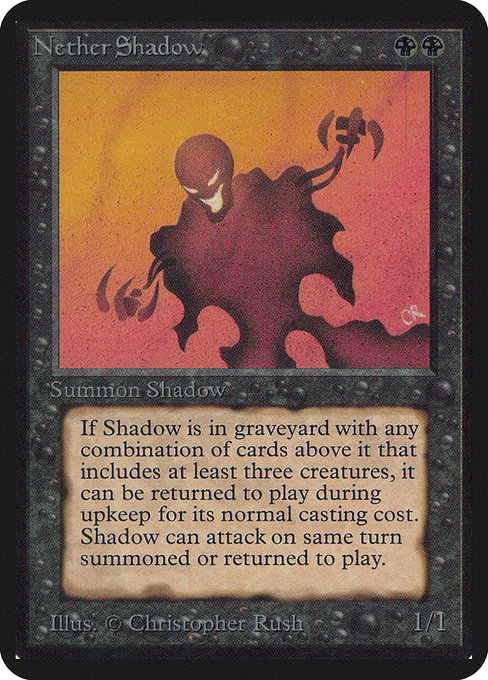 Nether Shadow
Summon Shadow
If Shadow is in graveyard with any
combination of cards above it that
includes at least three creatures, it
can be returned to play during
upkeep for its normal casting cost.
Shadow can attack on same turn
summoned or returned to play.
Illus. © Christopher Rush 1/1